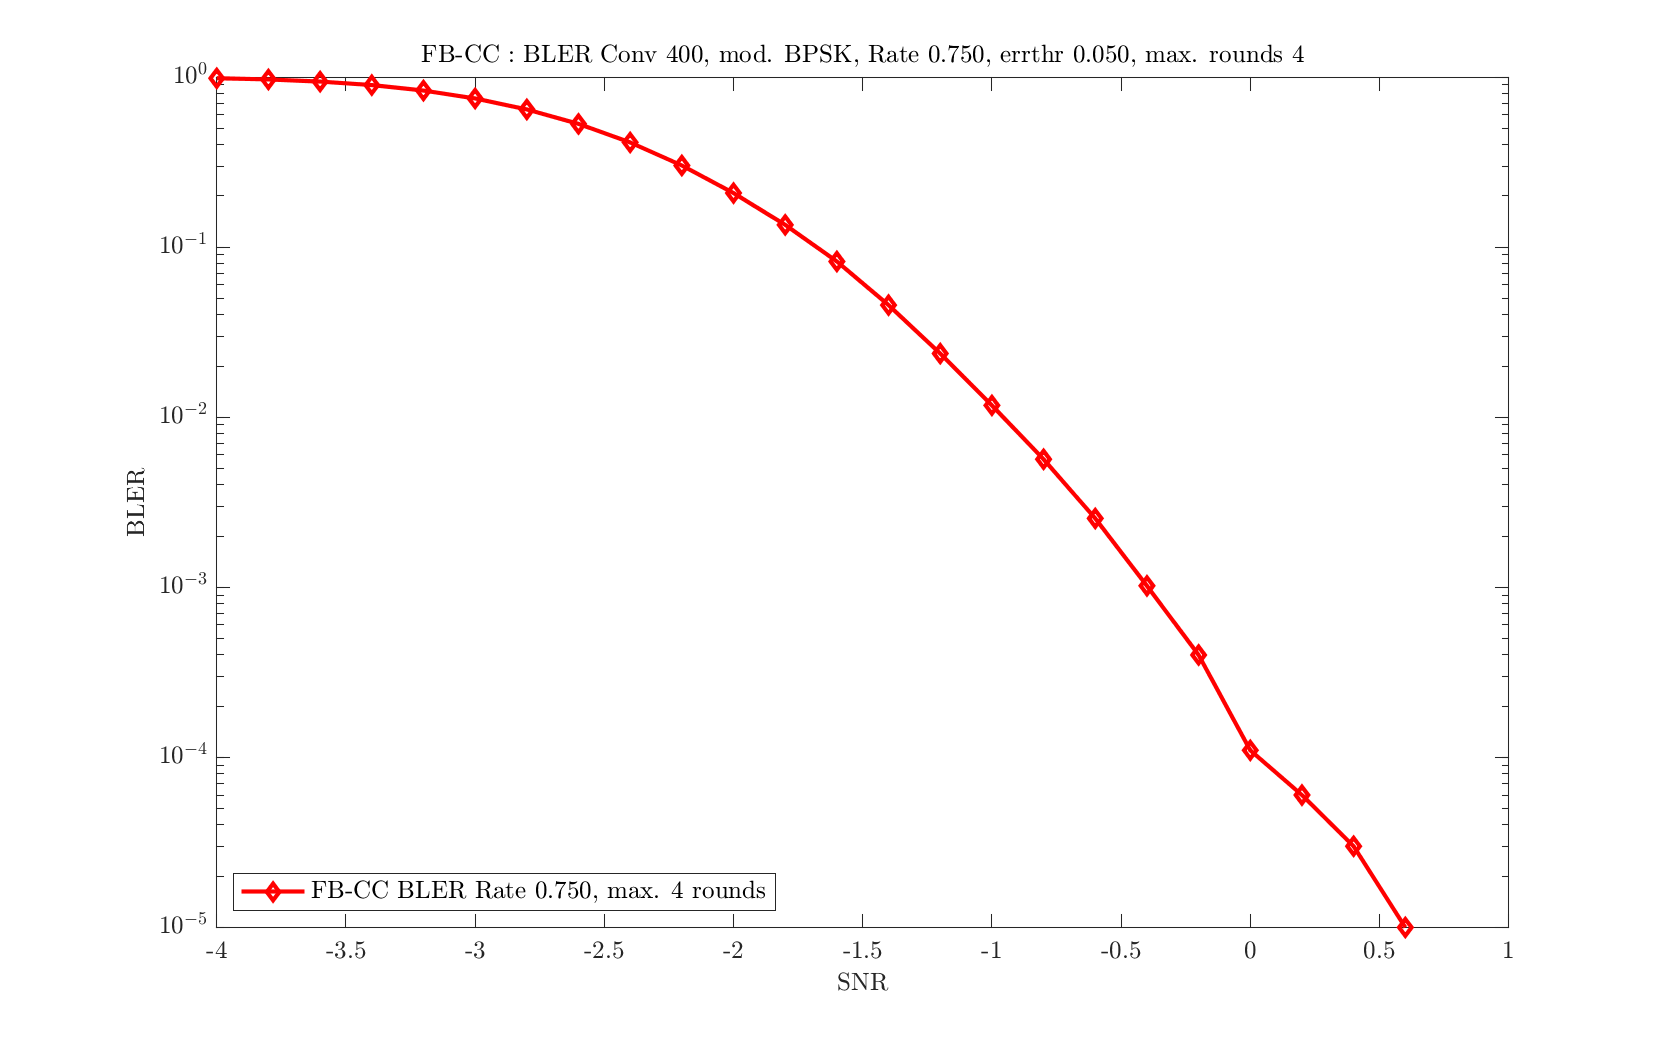 FB-CC : BLER Conv 400, mod. BPSK, Rate 0.750, errthr 0.050, max. rounds 4
10^0
10^-1
10^-2
10^-3
10^-4
10^-5
BLER
FB-CC BLER Rate 0.750, max. 4 rounds
-4 -3.5 -3 -2.5 -2 -1.5 -1 -0.5 0 0.5 1
SNR